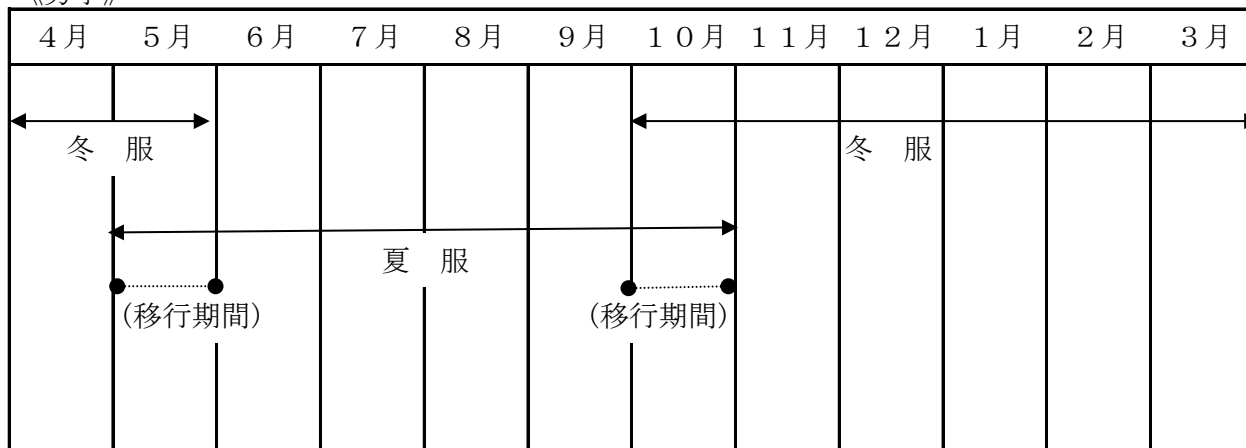 ４月 ５月 ６月 ７月 ８月 ９月 １０月 １１月 １２月 １月 ２月 ３月
冬　服 冬　服
夏　服
(移行期間) (移行期間)